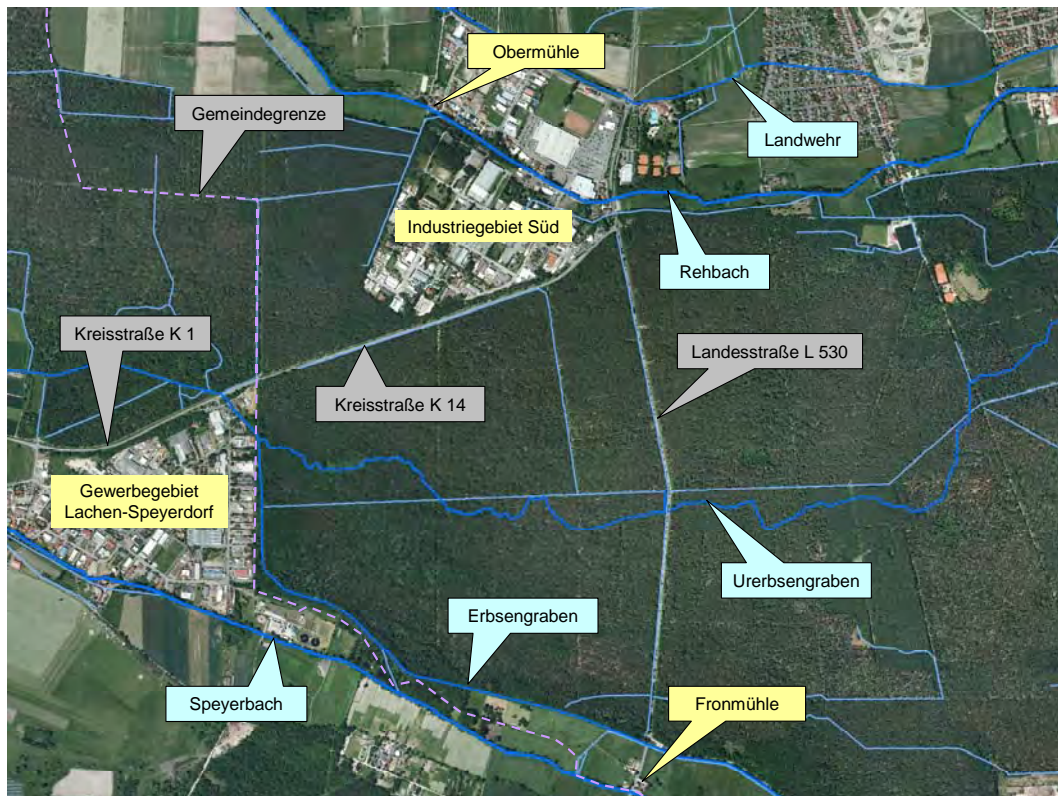 Obermühle
Gemeindegrenze
Landwehr
Industriegebiet Süd
Rehbach
Kreisstraße K 1
Landesstraße L 530
Kreisstraße K 14
Gewerbegebiet
Lachen-Speyerdorf
Urerbsengraben
Erbsengraben
Speyerbach
Fronmühle